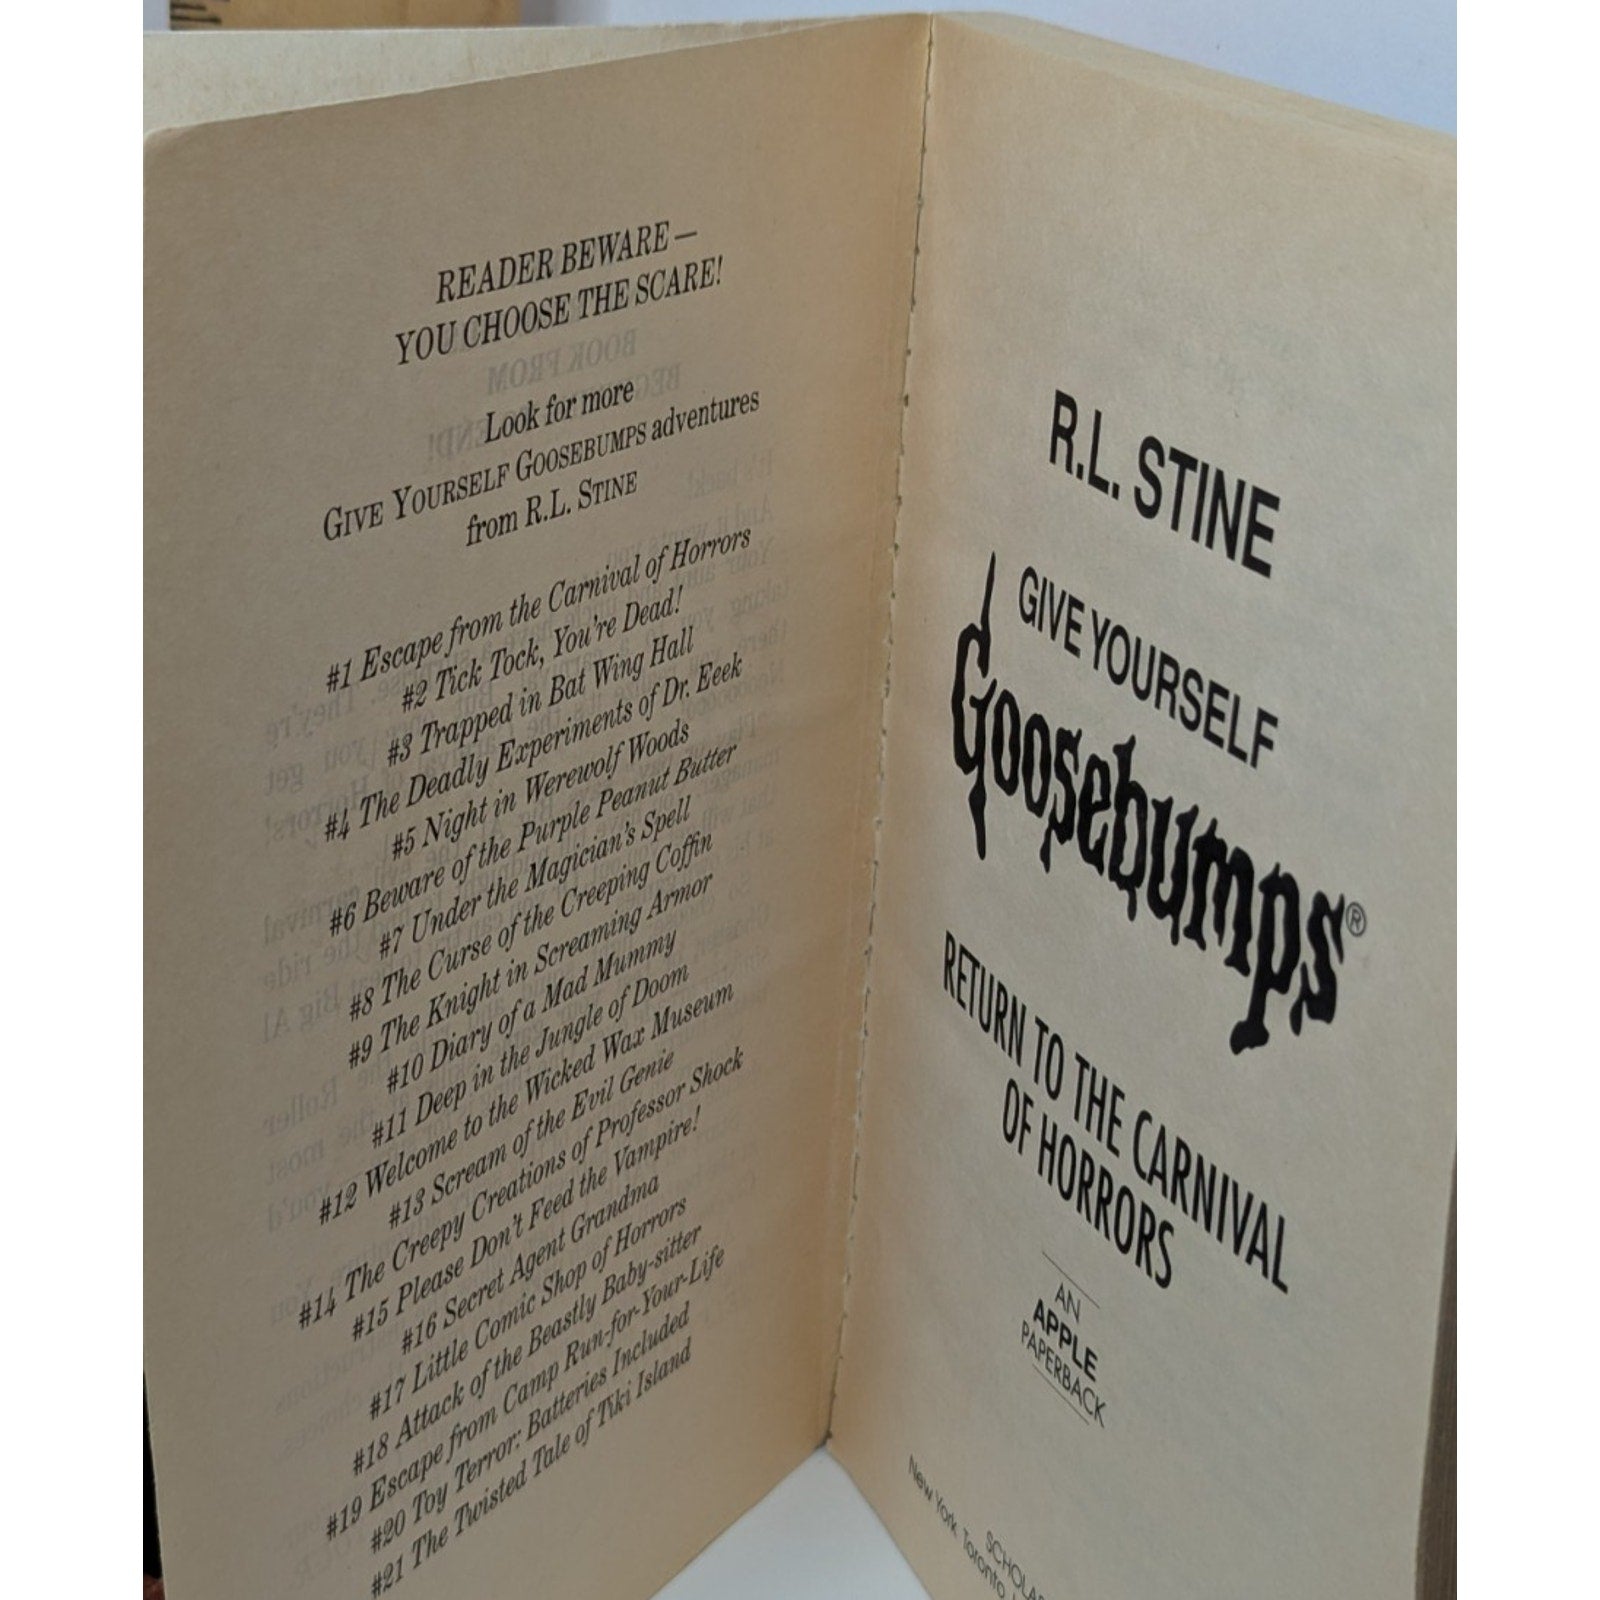 READER BEWARE —
YOU CHOOSE THE SCARE!
Look for more
GIVE YOURSELF GOOSEBUMPS adventures
from R.L. STINE
#1 Escape from the Carnival of Horrors
#2 Tick Tock, You're Dead!
#3 Trapped in Bat Wing Hall
#4 The Deadly Experiments of Dr. Eeek
#5 Night in Werewolf Woods
#6 Beware of the Purple Peanut Butter
#7 Under the Magician's Spell
#8 The Curse of the Creeping Coffin
#9 The Knight in Screaming Armor
#10 Diary of a Mad Mummy
#11 Deep in the Jungle of Doom
#12 Welcome to the Wicked Wax Museum
#13 Scream of the Evil Genie
#14 The Creepy Creations of Professor Shock
#15 Please Don't Feed the Vampire!
#16 Secret Agent Grandma
#17 Little Comic Shop of Horrors
#18 Attack of the Beastly Baby-sitter
#19 Escape from Camp Run-for-Your-Life
#20 Toy Terror: Batteries Included
#21 The Twisted Tale of Tiki Island
R.L. STINE
GIVE YOURSELF
Goosebumps®
RETURN TO THE CARNIVAL
OF HORRORS
AN
APPLE
PAPERBACK
New York Toronto